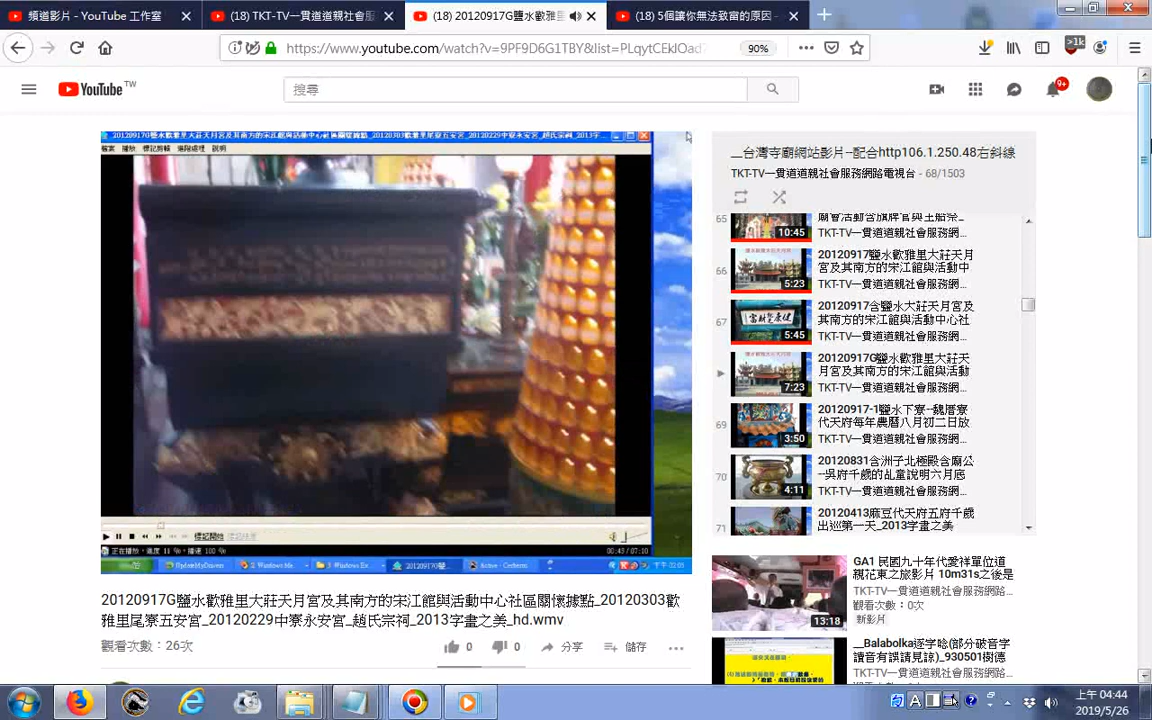 頻道影片 - YouTube 工作室
(18) TKT-TV一貫道道親社會服
(18) 20120917G鹽水歡雅里
(18) 5個讓你無法致富的原因 -
https://www.youtube.com/watch?v=9PF9D6G1TBY&list=PLqytCEkIOad7
90%
>1k
YouTube TW
搜尋
9+
檔案 播放 標記剪輯 進階處理 說明
標記開始
00:43 / 07:10
__台灣寺廟網站影片--配合http106.1.250.48右斜線
TKT-TV一貫道道親社會服務網路電視台 - 68/1503
65
10:45
TKT-TV一貫道道親社會服務網...
66
5:23
20120917鹽水歡雅里大莊天月
宮及其南方的宋江館與活動中
TKT-TV一貫道道親社會服務網...
67
5:45
20120917含鹽水大莊天月宮及
其南方的宋江館與活動中心社
TKT-TV一貫道道親社會服務網...
7:23
20120917G鹽水歡雅里大莊天
月宮及其南方的宋江館與活動
TKT-TV一貫道道親社會服務網...
69
3:50
20120917-1鹽水下寮--魏厝寮
代天府每年農曆八月初二日放
TKT-TV一貫道道親社會服務網...
70
4:11
20120831含洲子北極殿含廟公
--吳府千歲的乩童說明六月底
TKT-TV一貫道道親社會服務網...
71
20120413麻豆代天府五府千歲
出巡第一天_2013字畫之美
20120917G鹽水歡雅里大莊天月宮及其南方的宋江館與活動中心社區關懷據點_20120303歡
雅里尾寮五安宮_20120229中寮永安宮_趙氏宗祠_2013字畫之美_hd.wmv
觀看次數：26次
0
0
分享
儲存
13:18
GA1 民國九十年代愛祥單位道
親花東之旅影片 10m31s之後是
TKT-TV一貫道道親社會服務網...
觀看次數：0次
新影片
__Balabolka逐字唸(部分破音字
讀音有誤請見諒)_930501樹德
TKT-TV一貫道道親社會服務網...
上午 04:44
2019/5/26